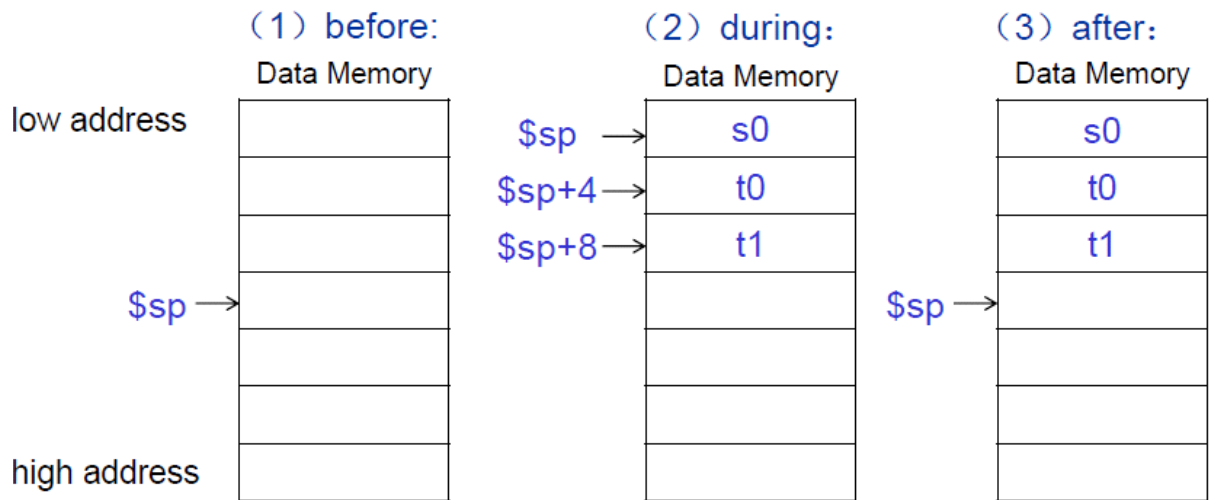 （1）before:
（2）during：
（3）after：
Data Memory
Data Memory
Data Memory
low address
$sp
s0
s0
$sp+4
t0
t0
$sp+8
t1
t1
$sp
$sp
high address